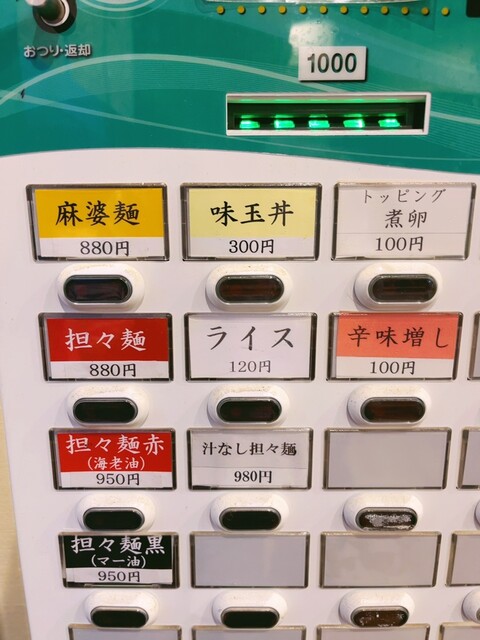 おつり・返却
1000
麻婆麺
880円
味玉丼
300円
トッピング
煮卵
100円
担々麺
880円
ライス
120円
辛味増し
100円
担々麺赤
(海老油)
950円
汁なし担々麺
980円
担々麺黒
(マー油)
950円